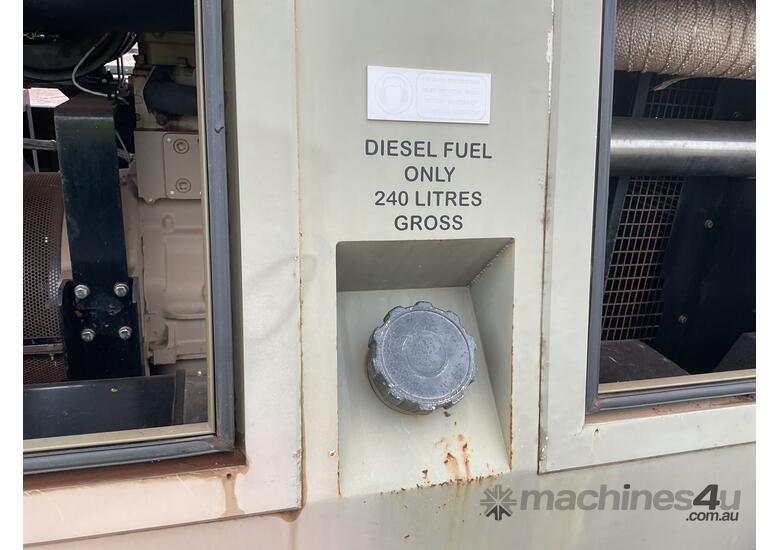 DIESEL FUEL
ONLY
240 LITRES
GROSS
machines4u
.com.au